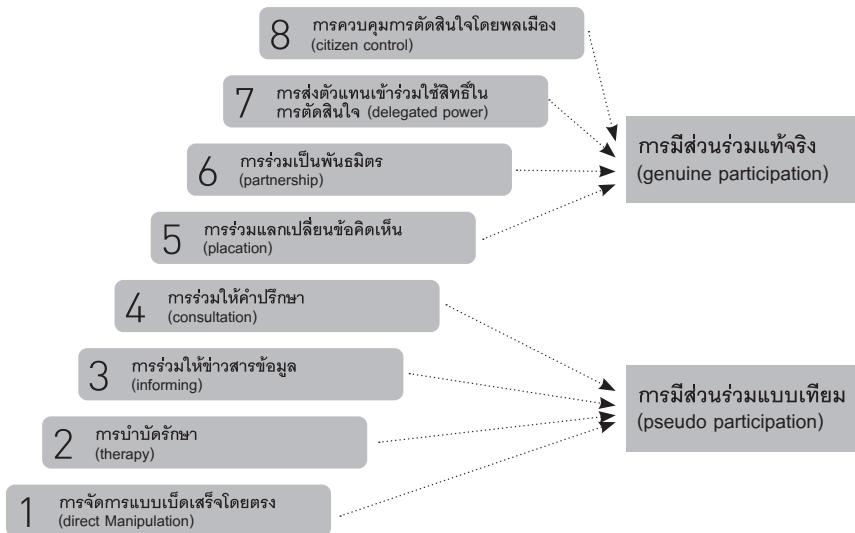 8 การควบคุมการตัดสินใจโดยพลเมือง
(citizen control)
7 การส่งตัวแทนเข้าร่วมใช้สิทธิ์ใน
การตัดสินใจ (delegated power)
การมีส่วนร่วมแท้จริง
(genuine participation)
6 การร่วมเป็นพันธมิตร
(partnership)
5 การร่วมแลกเปลี่ยนข้อคิดเห็น
(placation)
4 การร่วมให้คำปรึกษา
(consultation)
3 การร่วมให้ข่าวสารข้อมูล
(informing)
การมีส่วนร่วมแบบเทียม
(pseudo participation)
2 การบำบัดรักษา
(therapy)
1 การจัดการแบบเบ็ดเสร็จโดยตรง
(direct Manipulation)